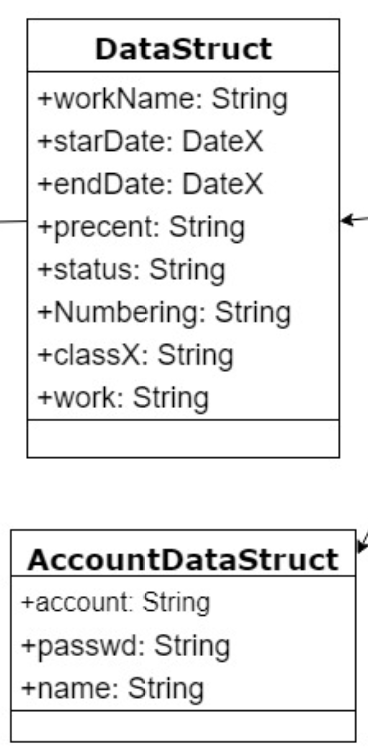 DataStruct
+workName: String
+starDate: DateX
+endDate: DateX
+precent: String
+status: String
+Numbering: String
+classX: String
+work: String
AccountDataStruct
+account: String
+passwd: String
+name: String